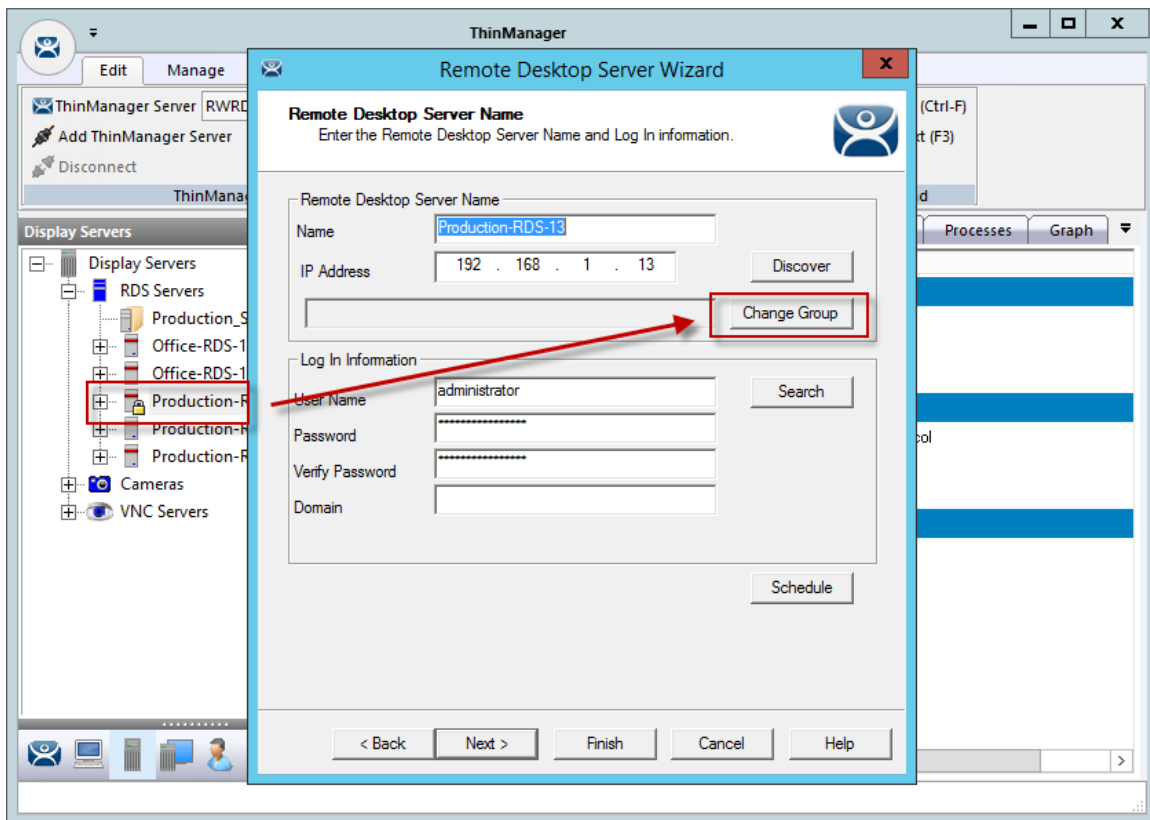 ThinManager
Edit Manage
Remote Desktop Server Wizard
x
ThinManager Server RWRD
Add ThinManager Server
Disconnect
ThinMana
(Ctrl-F)
(F3)
Remote Desktop Server Name
Enter the Remote Desktop Server Name and Log In information.
Display Servers
Processes Graph
Display Servers
RDS Servers
Production_S
Office-RDS-1
Office-RDS-1
Production-R
Production-R
Production-R
Cameras
VNC Servers
Remote Desktop Server Name
Name Production-RDS-13
IP Address 192 . 168 . 1 . 13 Discover
Change Group
Log In Information
User Name administrator Search
Password ****************
Verify Password ****************
Domain
Schedule
< Back Next > Finish Cancel Help